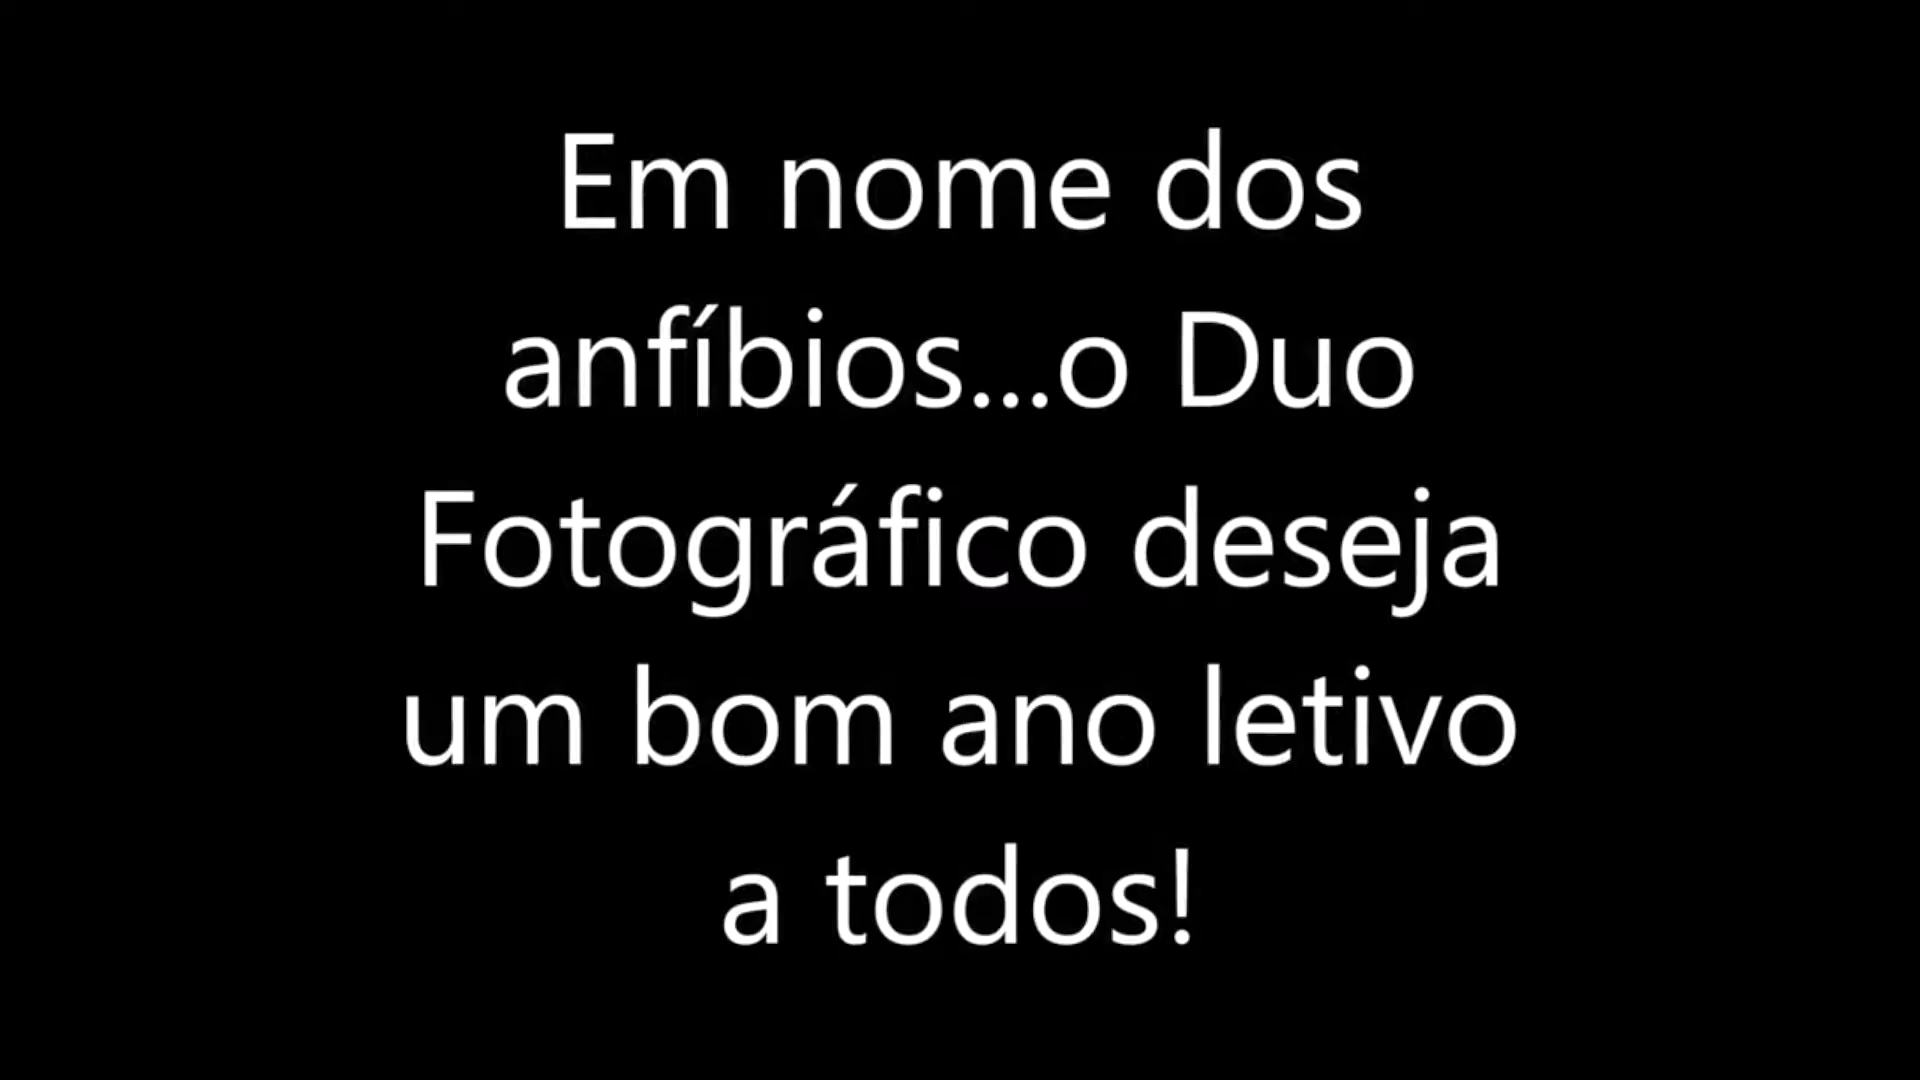 Em nome dos
anfíbios...o Duo
Fotográfico deseja
um bom ano letivo
a todos!